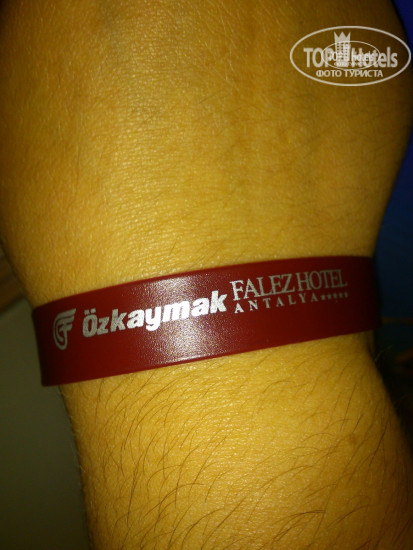 TOP Hotels
ФОТО ТУРИСТА
Özkaymak FALEZ HOTEL
ANTALYA★★★★★